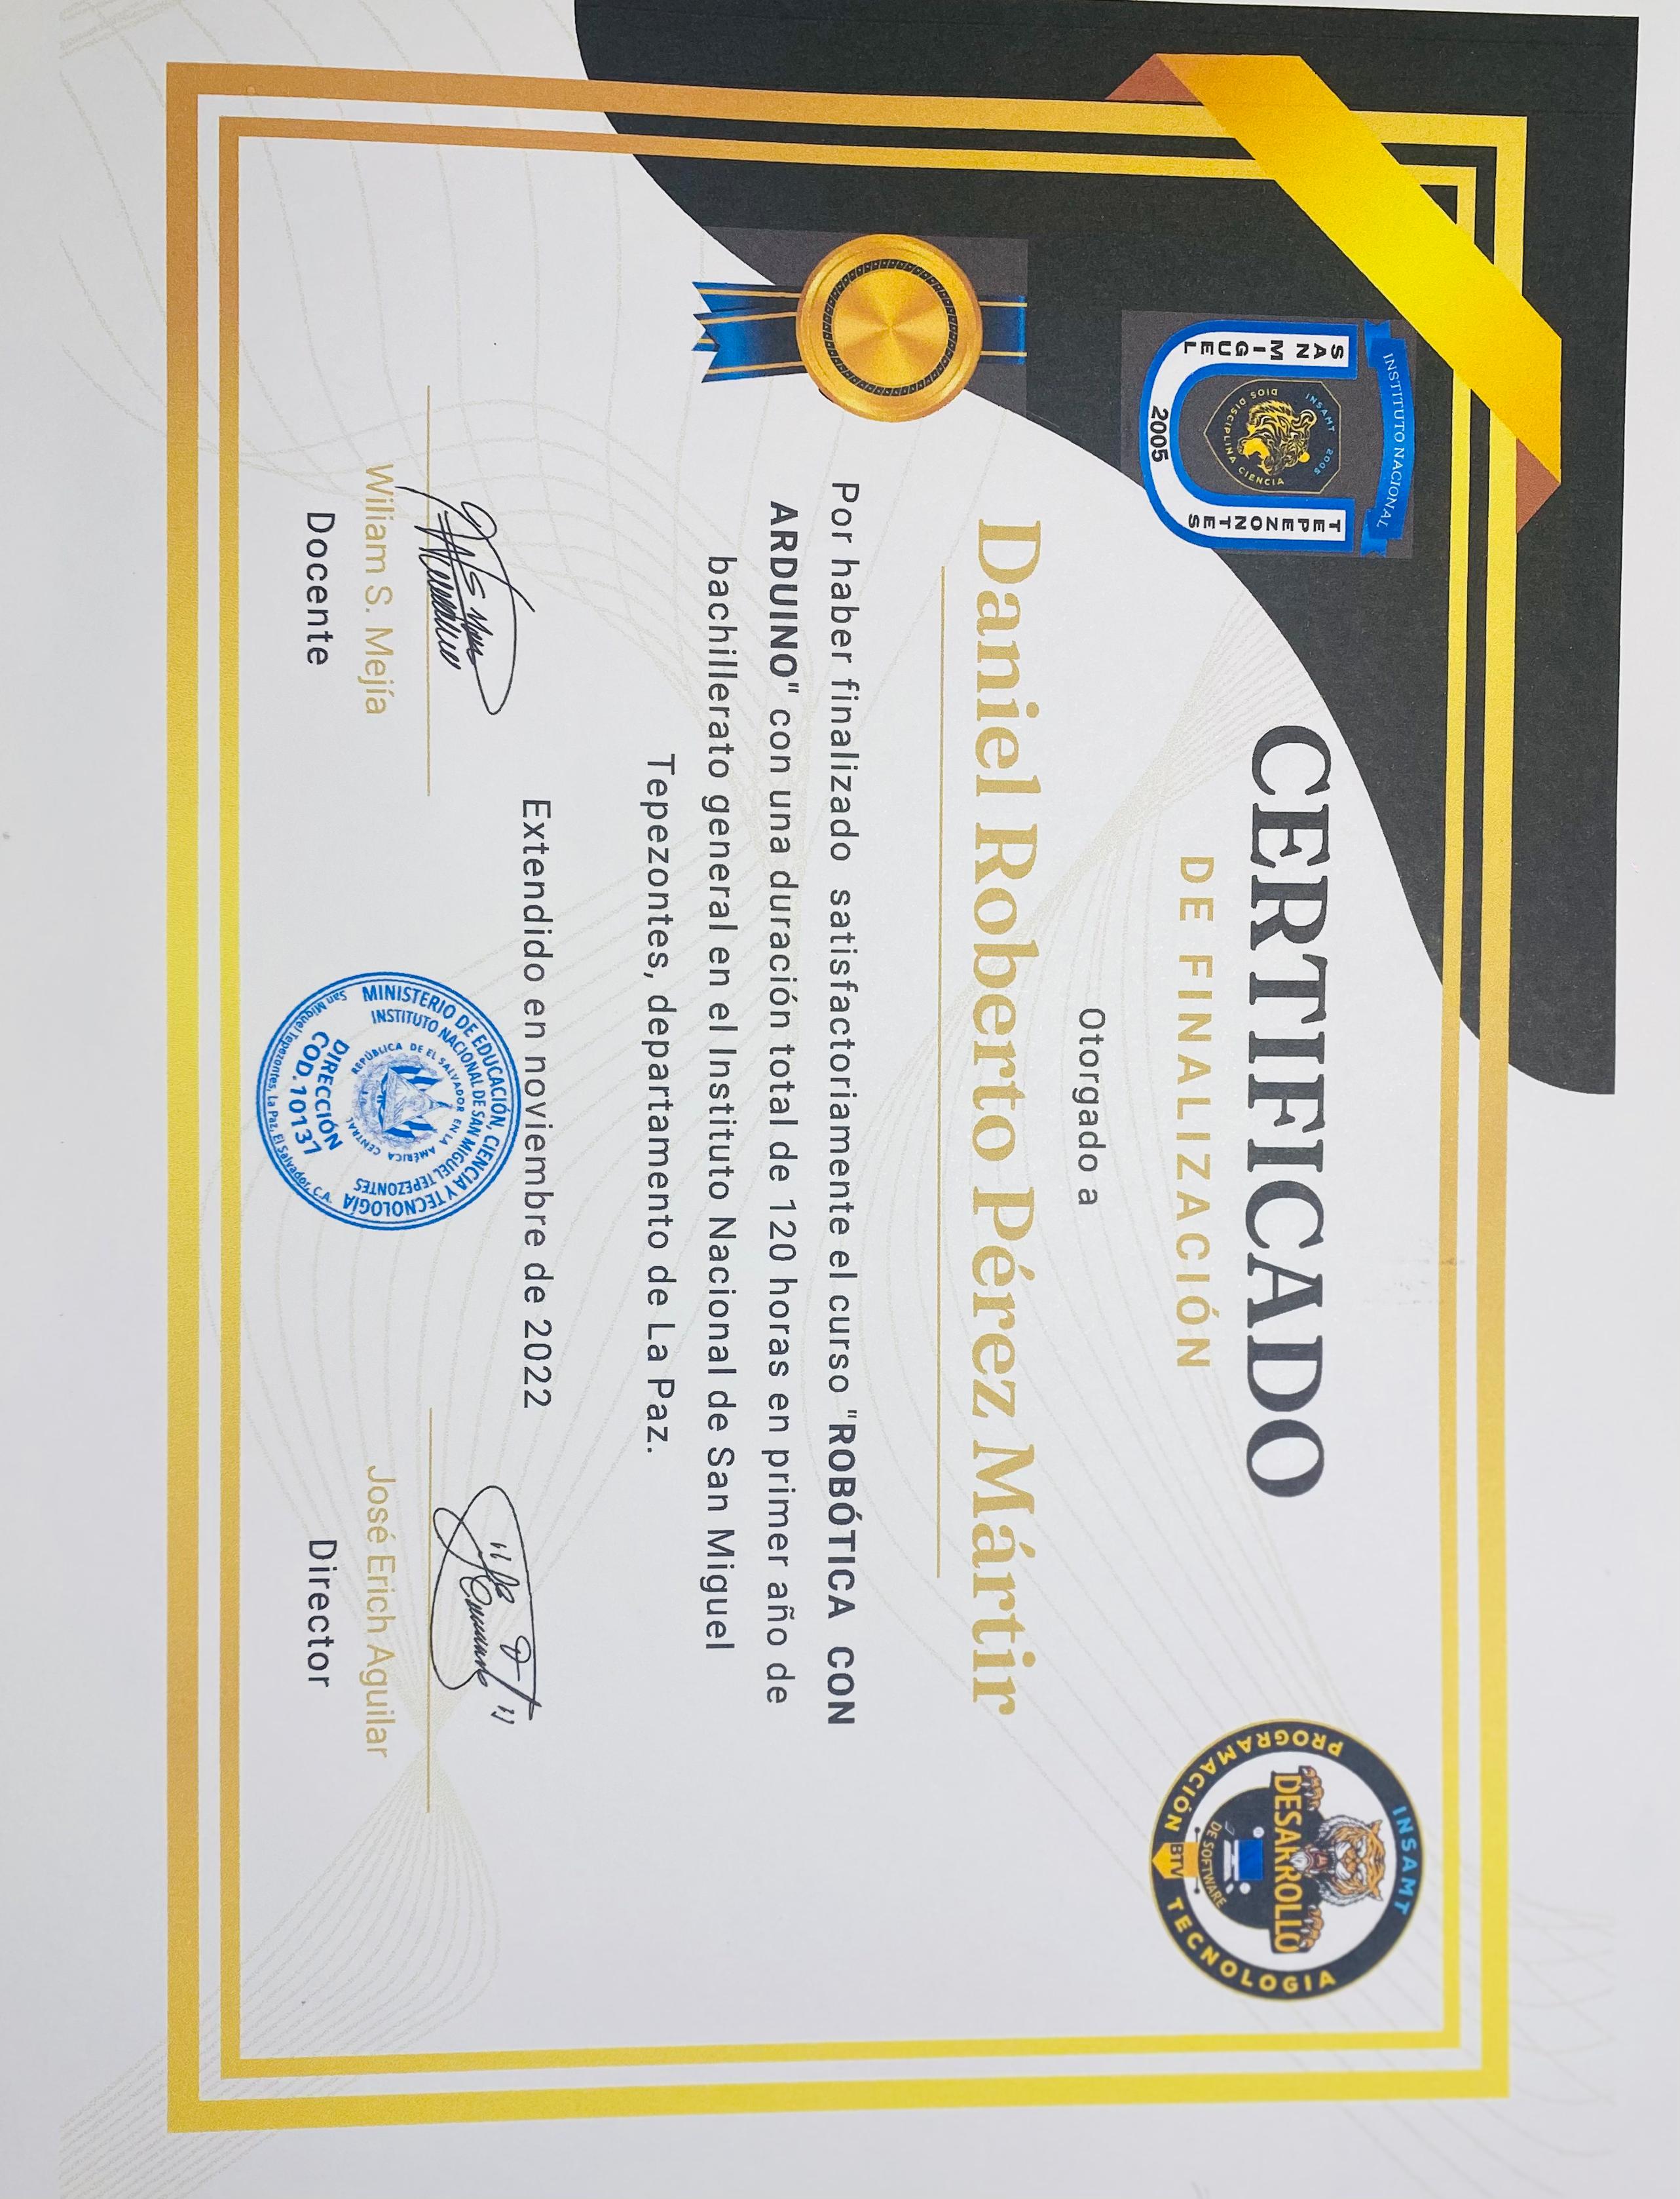 INSTITUTO NACIONAL
SAN MIGUEL
TEPEZONTES
INSAMT 2005
DIOS DISCIPLINA CIENCIA
2005
INSAMT
PROGRAMACIÓN
TECNOLOGIA
DESARROLLO
DE SOFTWARE
BTV
CERTIFICADO
DE FINALIZACIÓN
Otorgado a
Daniel Roberto Pérez Mártir
Por haber finalizado satisfactoriamente el curso "ROBÓTICA CON
ARDUINO" con una duración total de 120 horas en primer año de
bachillerato general en el Instituto Nacional de San Miguel
Tepezontes, departamento de La Paz.
Extendido en noviembre de 2022
Wiliam S. Mejía
Docente
MINISTERIO DE EDUCACIÓN, CIENCIA Y TECNOLOGÍA
INSTITUTO NACIONAL DE SAN MIGUEL TEPEZONTES
REPÚBLICA DE EL SALVADOR EN LA AMÉRICA CENTRAL
DIRECCIÓN
COD.10137
San Miguel Tepezontes, La Paz, El Salvador, C.A.
José Erich Aguilar
Director